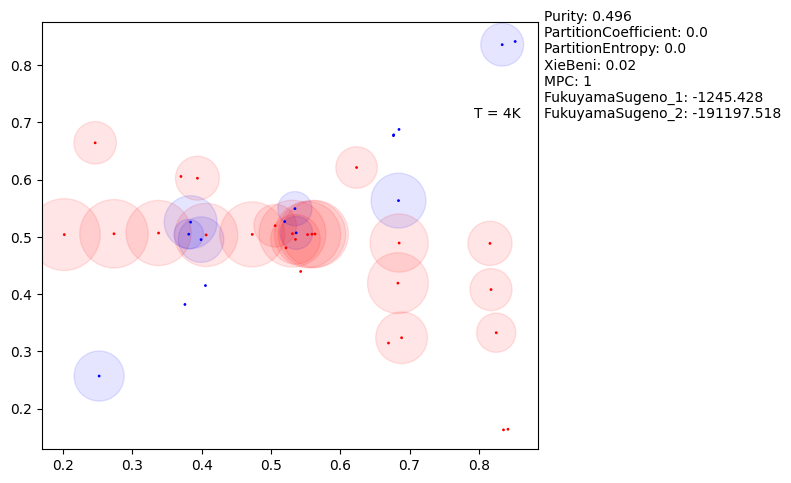 Purity: 0.496
PartitionCoefficient: 0.0
PartitionEntropy: 0.0
XieBeni: 0.02
MPC: 1
FukuyamaSugeno_1: -1245.428
FukuyamaSugeno_2: -191197.518
T = 4K
0.8
0.7
0.6
0.5
0.4
0.3
0.2
0.2 0.3 0.4 0.5 0.6 0.7 0.8